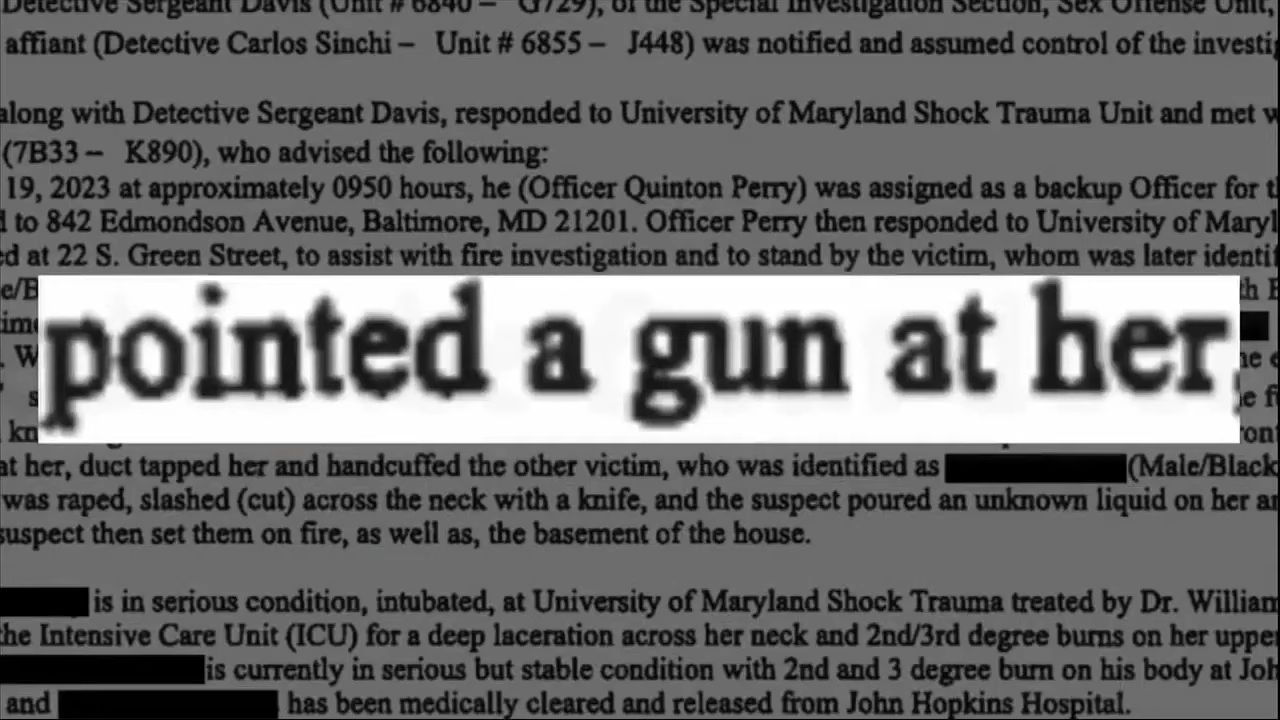 Detective Sergeant Davis (Unit # 6840 – G729), of the Special Investigation Section, Sex Offense Unit,
affiant (Detective Carlos Sinchi – Unit # 6855 – J448) was notified and assumed control of the investi
along with Detective Sergeant Davis, responded to University of Maryland Shock Trauma Unit and met w
(7B33 – K890), who advised the following:
19, 2023 at approximately 0950 hours, he (Officer Quinton Perry) was assigned as a backup Officer for t
to 842 Edmondson Avenue, Baltimore, MD 21201. Officer Perry then responded to University of Maryl
ed at 22 S. Green Street, to assist with fire investigation and to stand by the victim, whom was later identi
pointed a gun at her
at her, duct tapped her and handcuffed the other victim, who was identified as (Male/Black
was raped, slashed (cut) across the neck with a knife, and the suspect poured an unknown liquid on her an
suspect then set them on fire, as well as, the basement of the house.
is in serious condition, intubated, at University of Maryland Shock Trauma treated by Dr. William
the Intensive Care Unit (ICU) for a deep laceration across her neck and 2nd/3rd degree burns on her upper
is currently in serious but stable condition with 2nd and 3 degree burn on his body at Joh
and has been medically cleared and released from John Hopkins Hospital.